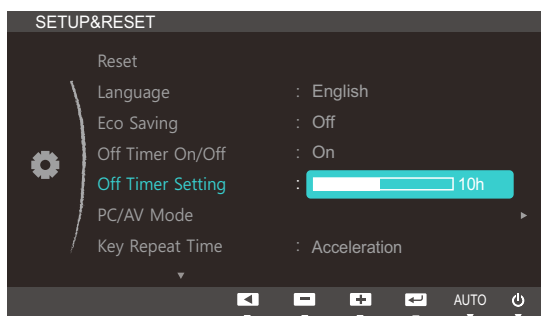 SETUP&RESET
Reset
Language : English
Eco Saving : Off
Off Timer On/Off : On
Off Timer Setting : 10h
PC/AV Mode
Key Repeat Time : Acceleration
AUTO